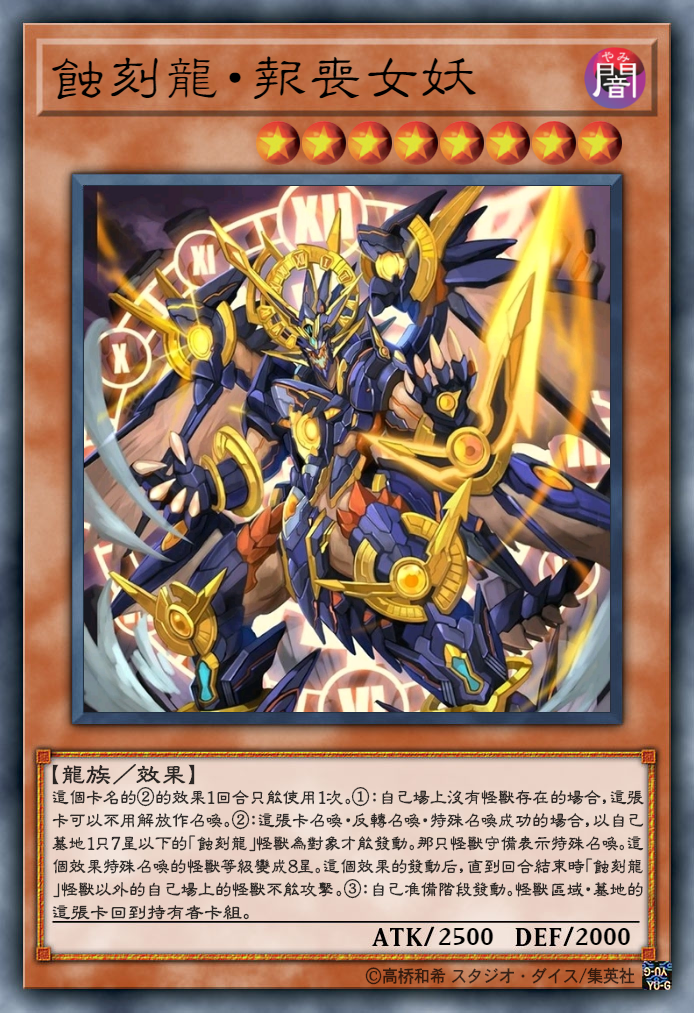 蝕刻龍・報喪女妖
やみ
闇
XII
XI
X
VI
【龍族／效果】
這個卡名的②的效果1回合只能使用1次。①：自己場上沒有怪獸存在的場合，這張
卡可以不用解放作召喚。②：這張卡召喚・反轉召喚・特殊召喚成功的場合，以自己
墓地1只7星以下的「蝕刻龍」怪獸為對象才能發動。那只怪獸守備表示特殊召喚。這
個效果特殊召喚的怪獸等級變成8星。這個效果的發動后，直到回合結束時「蝕刻龍
」怪獸以外的自己場上的怪獸不能攻擊。③：自己准備階段發動。怪獸區域・墓地的
這張卡回到持有者卡組。
ATK/2500 DEF/2000
©高桥和希 スタジオ・ダイス/集英社
YU-G